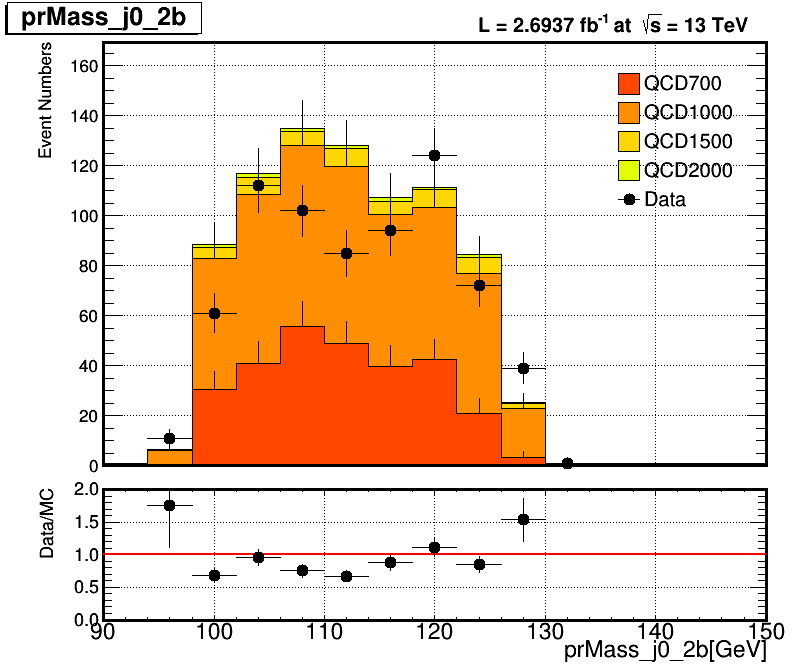 prMass_j0_2b
L = 2.6937 fb-1 at √s = 13 TeV
Event Numbers
160
140
120
100
80
60
40
20
0
QCD700
QCD1000
QCD1500
QCD2000
Data
Data/MC
2.0
1.5
1.0
0.5
0.0
90 100 110 120 130 140 150
prMass_j0_2b[GeV]